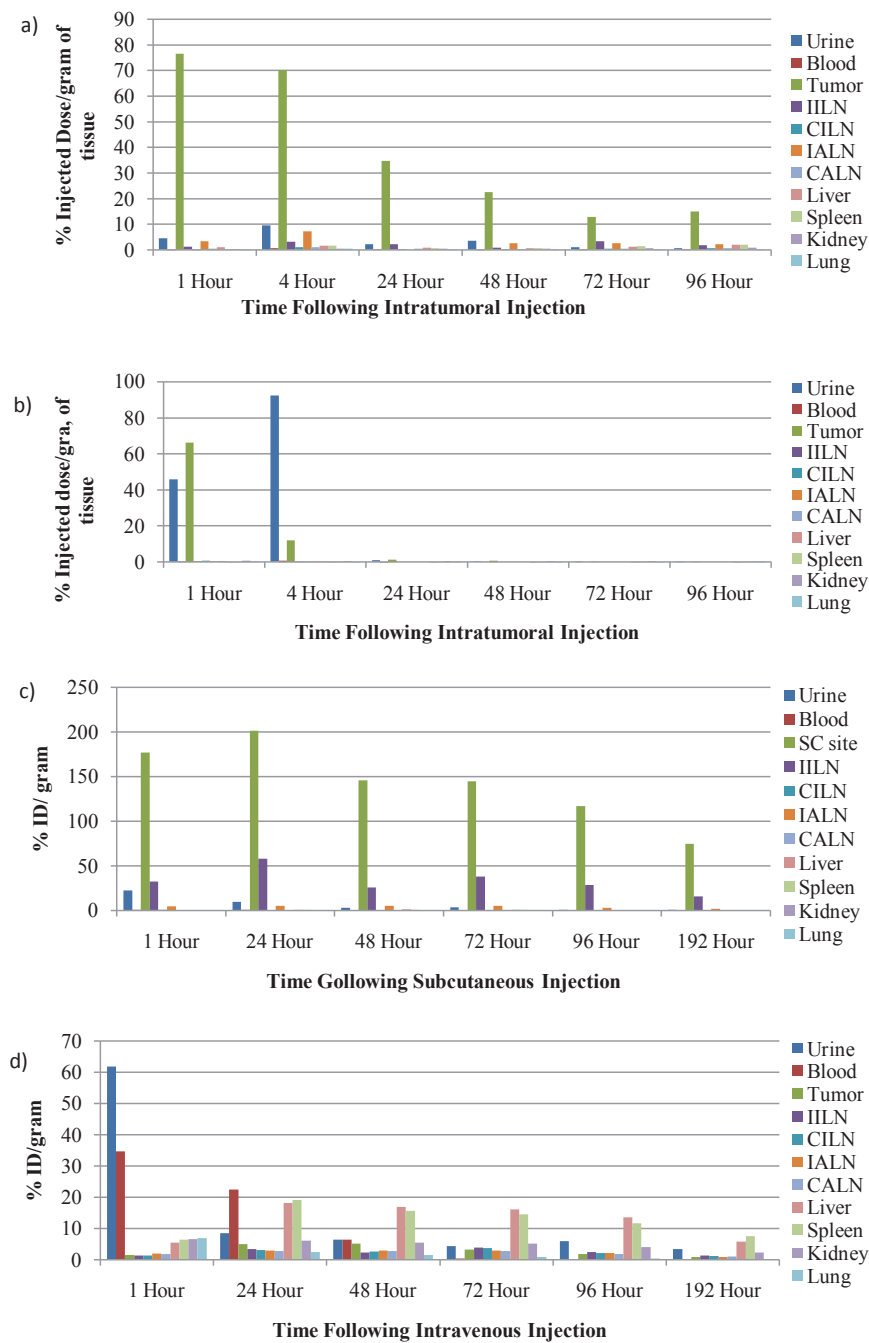 a)
% Injected Dose/gram of
tissue
90
80
70
60
50
40
30
20
10
0
1 Hour 4 Hour 24 Hour 48 Hour 72 Hour 96 Hour
Time Following Intratumoral Injection
Urine
Blood
Tumor
IILN
CILN
IALN
CALN
Liver
Spleen
Kidney
Lung
b)
% Injected dose/gra, of
tissue
100
80
60
40
20
0
1 Hour 4 Hour 24 Hour 48 Hour 72 Hour 96 Hour
Time Following Intratumoral Injection
Urine
Blood
Tumor
IILN
CILN
IALN
CALN
Liver
Spleen
Kidney
Lung
c)
% ID/ gram
250
200
150
100
50
0
1 Hour 24 Hour 48 Hour 72 Hour 96 Hour 192 Hour
Time Gollowing Subcutaneous Injection
Urine
Blood
SC site
IILN
CILN
IALN
CALN
Liver
Spleen
Kidney
Lung
d)
% ID/gram
70
60
50
40
30
20
10
0
1 Hour 24 Hour 48 Hour 72 Hour 96 Hour 192 Hour
Time Following Intravenous Injection
Urine
Blood
Tumor
IILN
CILN
IALN
CALN
Liver
Spleen
Kidney
Lung